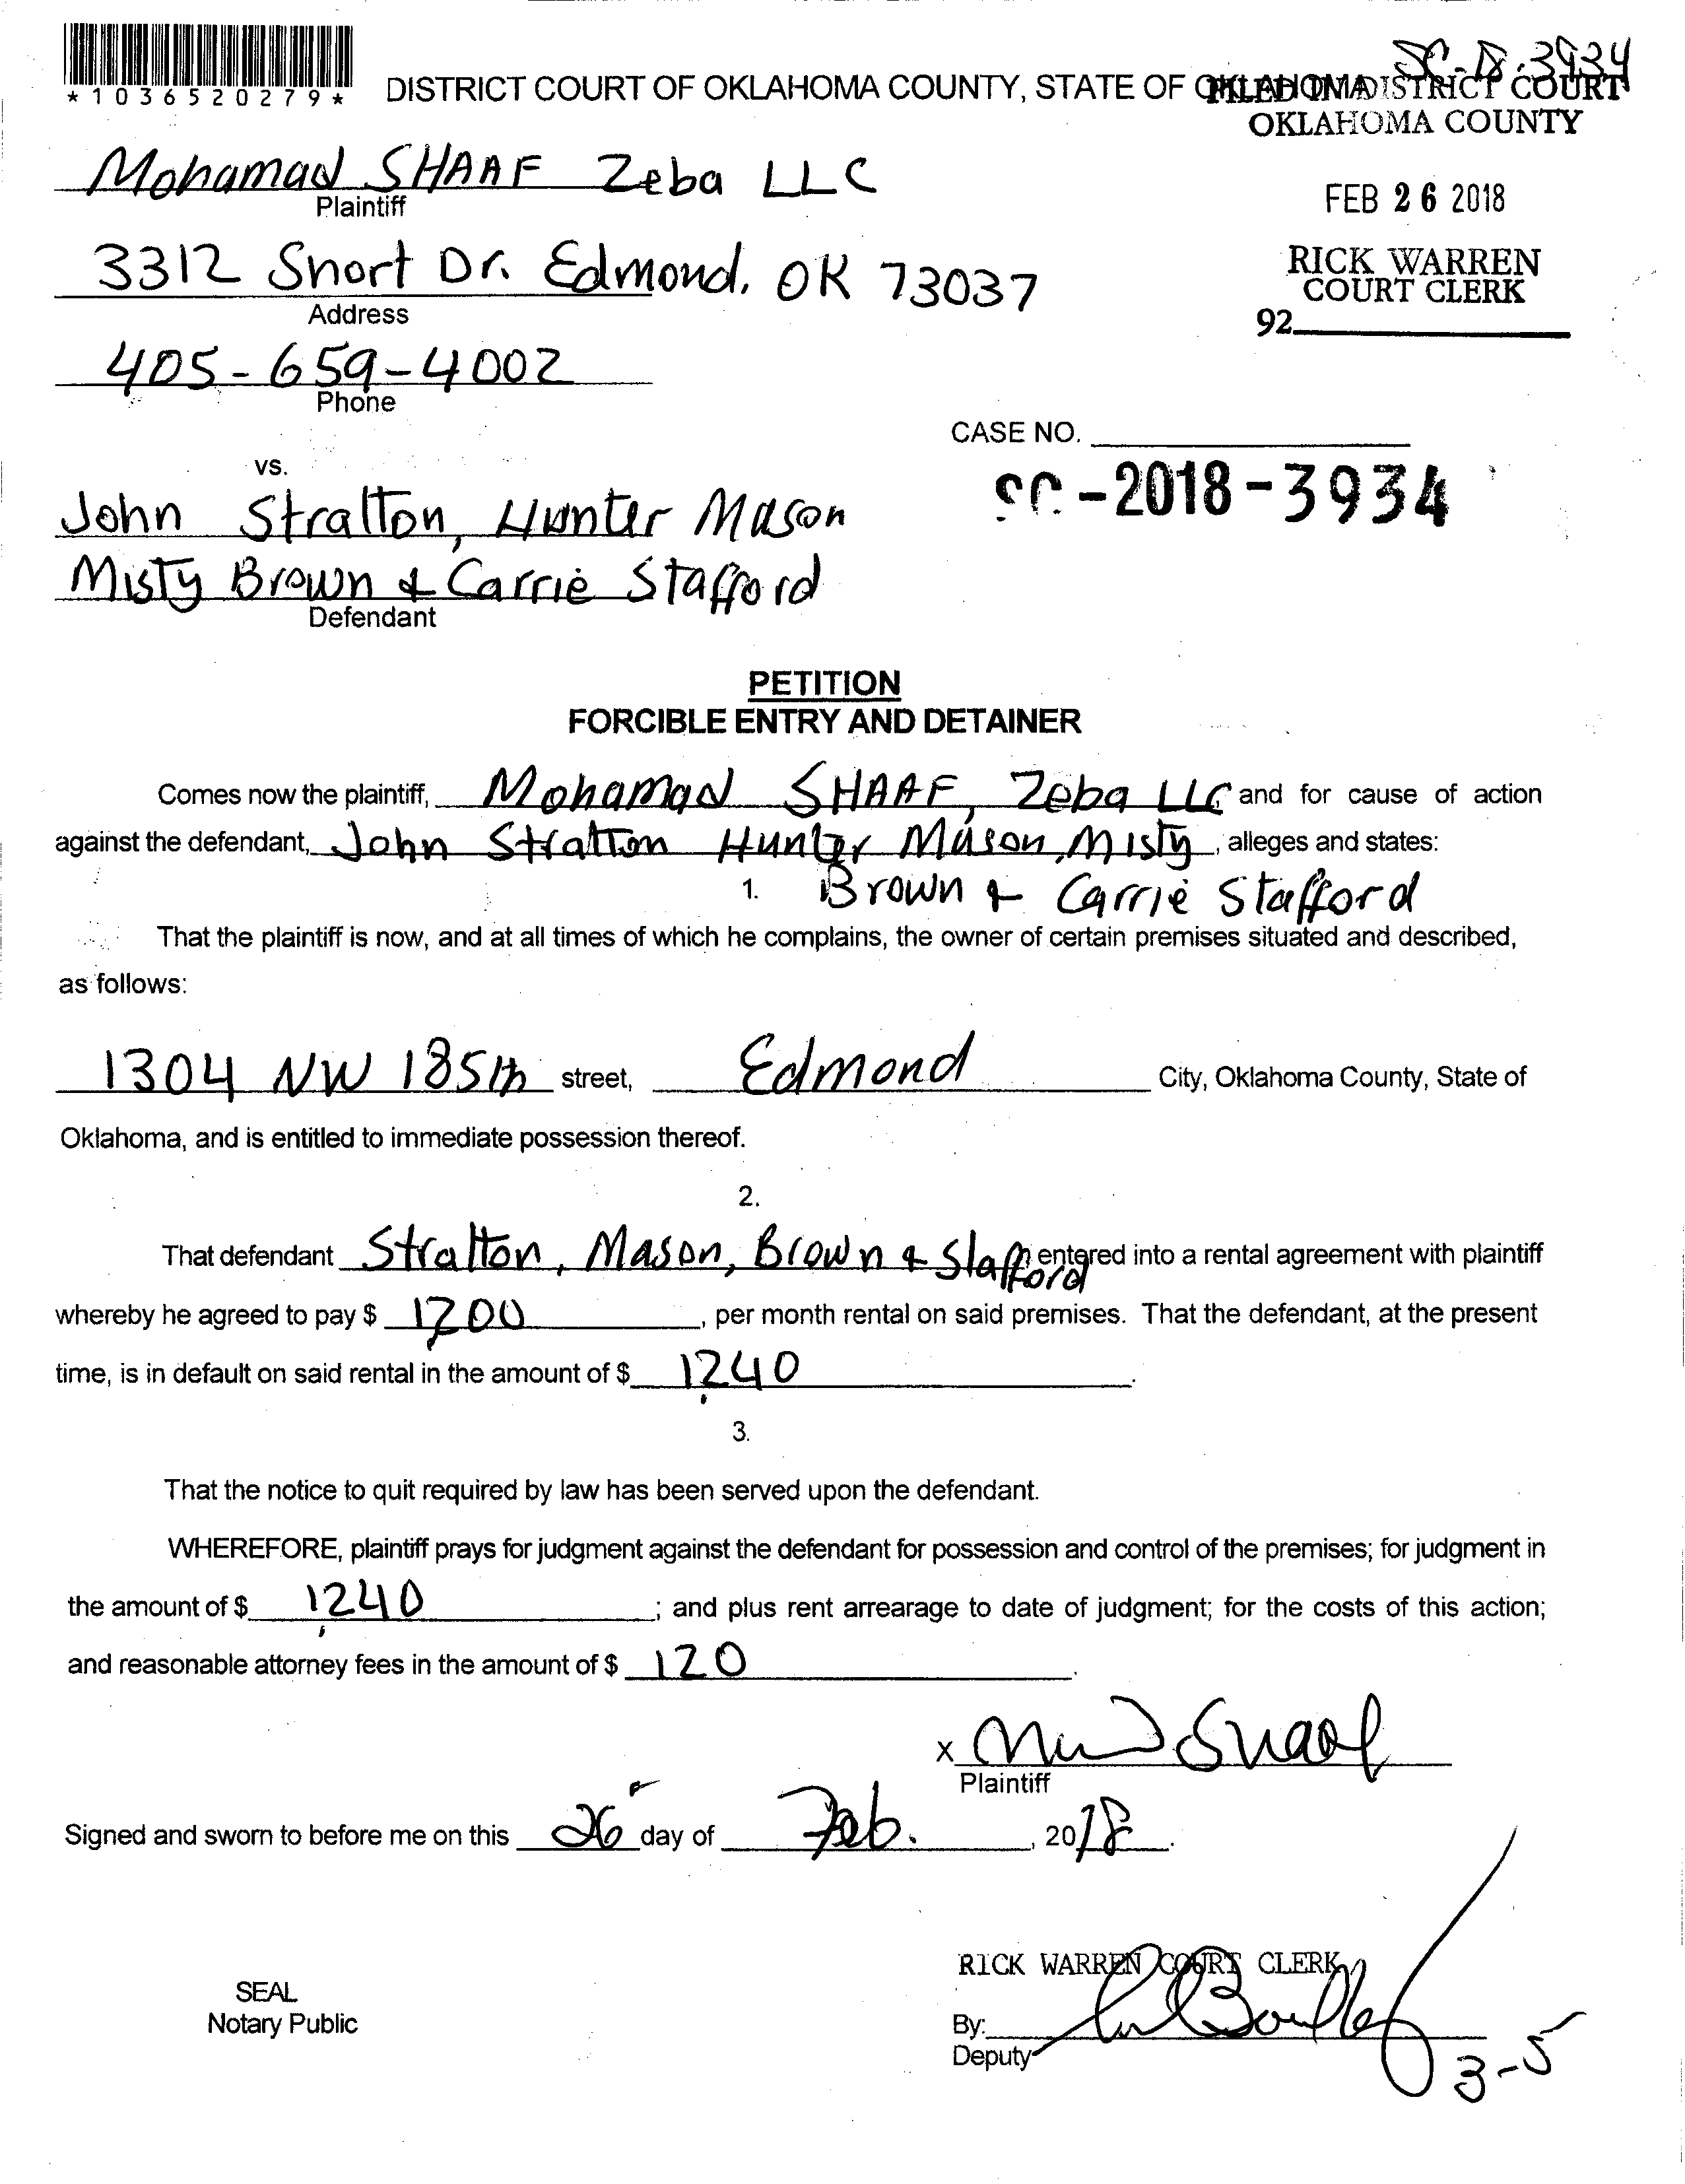 SC-18-3934
*1036520279*
DISTRICT COURT OF OKLAHOMA COUNTY, STATE OF OKLAHOMA
FILED IN DISTRICT COURT
OKLAHOMA COUNTY
Mohamad SHAAF Zeba LLC
Plaintiff
FEB 26 2018
3312 Short Dr. Edmond, OK 73037
Address
RICK WARREN
COURT CLERK
92
405-659-4002
Phone
CASE NO.
vs.
SC-2018-3934
John Stratton, Hunter Mason
Misty Brown & Carrie Stafford
Defendant
PETITION
FORCIBLE ENTRY AND DETAINER
Comes now the plaintiff, Mohamad SHAAF, Zeba LLC, and for cause of action
against the defendant, John Stratton Hunter Mason, Misty, alleges and states:
1. Brown & Carrie Stafford
That the plaintiff is now, and at all times of which he complains, the owner of certain premises situated and described,
as follows:
1304 NW 185th street, Edmond City, Oklahoma County, State of
Oklahoma, and is entitled to immediate possession thereof.
2.
That defendant Stratton, Mason, Brown & Stafford entered into a rental agreement with plaintiff
whereby he agreed to pay $ 1,200, per month rental on said premises. That the defendant, at the present
time, is in default on said rental in the amount of $ 1,240.
3.
That the notice to quit required by law has been served upon the defendant.
WHEREFORE, plaintiff prays for judgment against the defendant for possession and control of the premises; for judgment in
the amount of $ 1,240; and plus rent arrearage to date of judgment; for the costs of this action;
and reasonable attorney fees in the amount of $ 120.
x Shaaf
Plaintiff
Signed and sworn to before me on this 26 day of Feb., 2018.
RICK WARREN COURT CLERK
SEAL
Notary Public
By:
Deputy
3-5